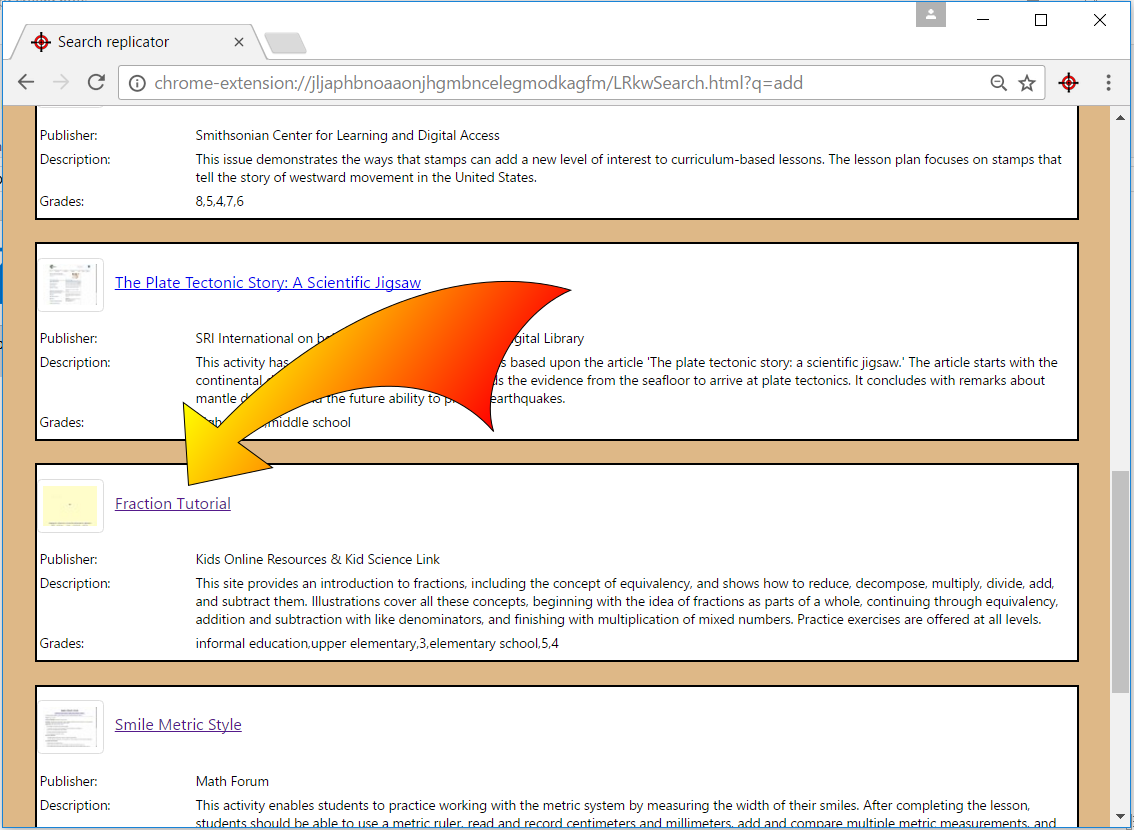 Search replicator
chrome-extension://jljaphbnoaaonjhgmbncelegmodkagfm/LRkwSearch.html?q=add
Publisher: Smithsonian Center for Learning and Digital Access
Description: This issue demonstrates the ways that stamps can add a new level of interest to curriculum-based lessons. The lesson plan focuses on stamps that
tell the story of westward movement in the United States.
Grades: 8,5,4,7,6
The Plate Tectonic Story: A Scientific Jigsaw
Publisher: SRI International on Library
Description: This activity has based upon the article 'The plate tectonic story: a scientific jigsaw.' The article starts with the
continental the evidence from the seafloor to arrive at plate tectonics. It concludes with remarks about
mantle the future ability to earthquakes.
Grades: middle school
Fraction Tutorial
Publisher: Kids Online Resources & Kid Science Link
Description: This site provides an introduction to fractions, including the concept of equivalency, and shows how to reduce, decompose, multiply, divide, add,
and subtract them. Illustrations cover all these concepts, beginning with the idea of fractions as parts of a whole, continuing through equivalency,
addition and subtraction with like denominators, and finishing with multiplication of mixed numbers. Practice exercises are offered at all levels.
Grades: informal education,upper elementary,3,elementary school,5,4
Smile Metric Style
Publisher: Math Forum
Description: This activity enables students to practice working with the metric system by measuring the width of their smiles. After completing the lesson,
students should be able to use a metric ruler, read and record centimeters and millimeters, add and compare multiple metric measurements, and